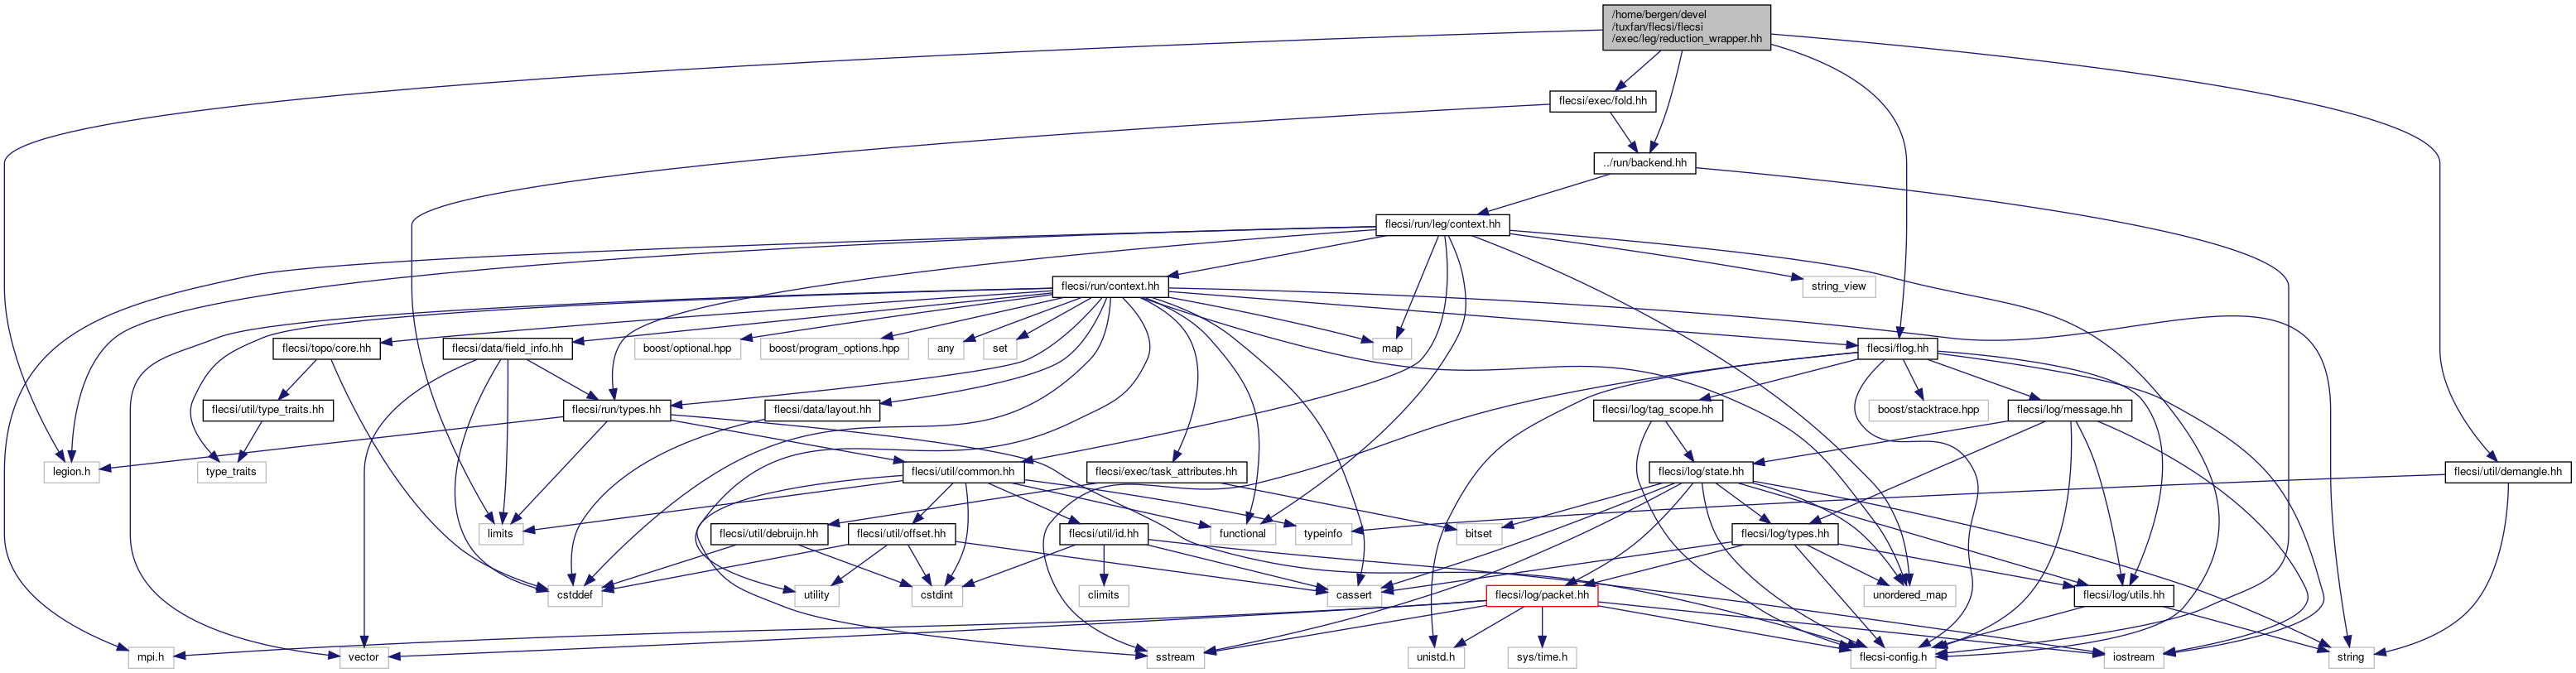 /home/bergen/devel
/tuxfan/flecsi/flecsi
/exec/leg/reduction_wrapper.hh
flecsi/exec/fold.hh
../run/backend.hh
flecsi/run/leg/context.hh
flecsi/run/context.hh
string_view
flecsi/topo/core.hh
flecsi/data/field_info.hh
boost/optional.hpp
boost/program_options.hpp
any
set
map
flecsi/flog.hh
flecsi/util/type_traits.hh
flecsi/run/types.hh
flecsi/data/layout.hh
flecsi/log/tag_scope.hh
boost/stacktrace.hpp
flecsi/log/message.hh
legion.h
type_traits
flecsi/util/common.hh
flecsi/exec/task_attributes.hh
flecsi/log/state.hh
flecsi/util/demangle.hh
limits
flecsi/util/debruijn.hh
flecsi/util/offset.hh
flecsi/util/id.hh
functional
typeinfo
bitset
flecsi/log/types.hh
cstddef
utility
cstdint
climits
cassert
flecsi/log/packet.hh
unordered_map
flecsi/log/utils.hh
mpi.h
vector
sstream
unistd.h
sys/time.h
flecsi-config.h
iostream
string